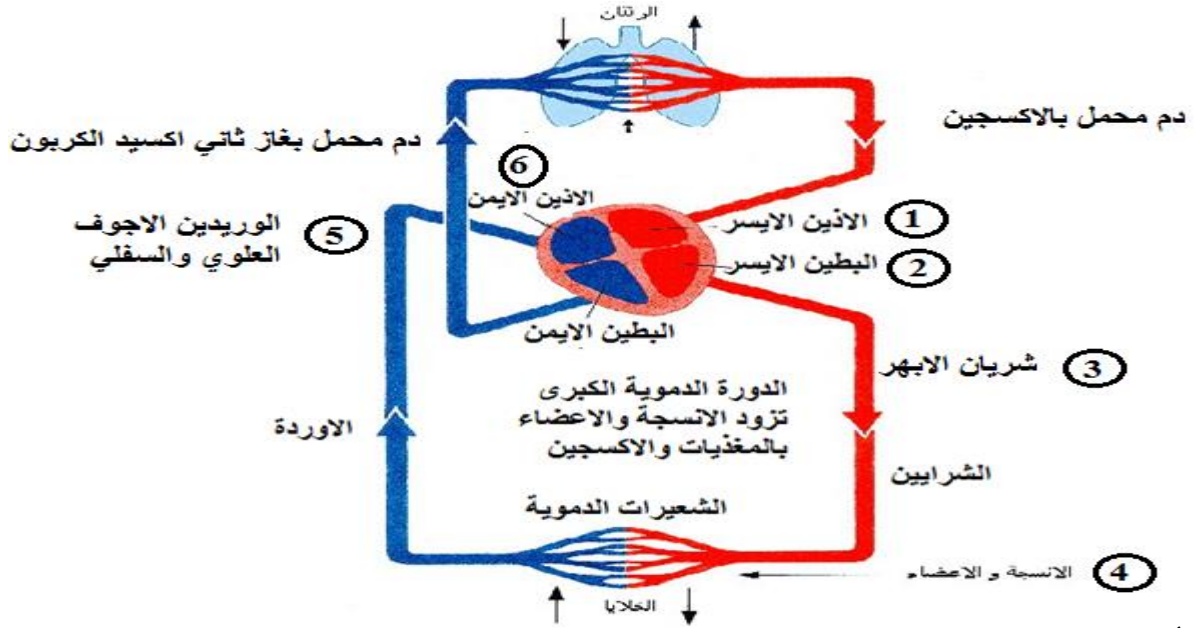 الرئتان
دم محمل بالاكسجين
دم محمل بغاز ثاني اكسيد الكربون
6
الاذين الايمن
1
الاذين الايسر
2
البطين الايسر
5
الوريدين الاجوف
العلوي والسفلي
البطين الايمن
3
شريان الابهر
الدورة الدموية الكبرى
تزود الانسجة والاعضاء
بالمغذيات والاكسجين
الاوردة
الشرايين
الشعيرات الدموية
4
الانسجة و الاعضاء
الخلايا